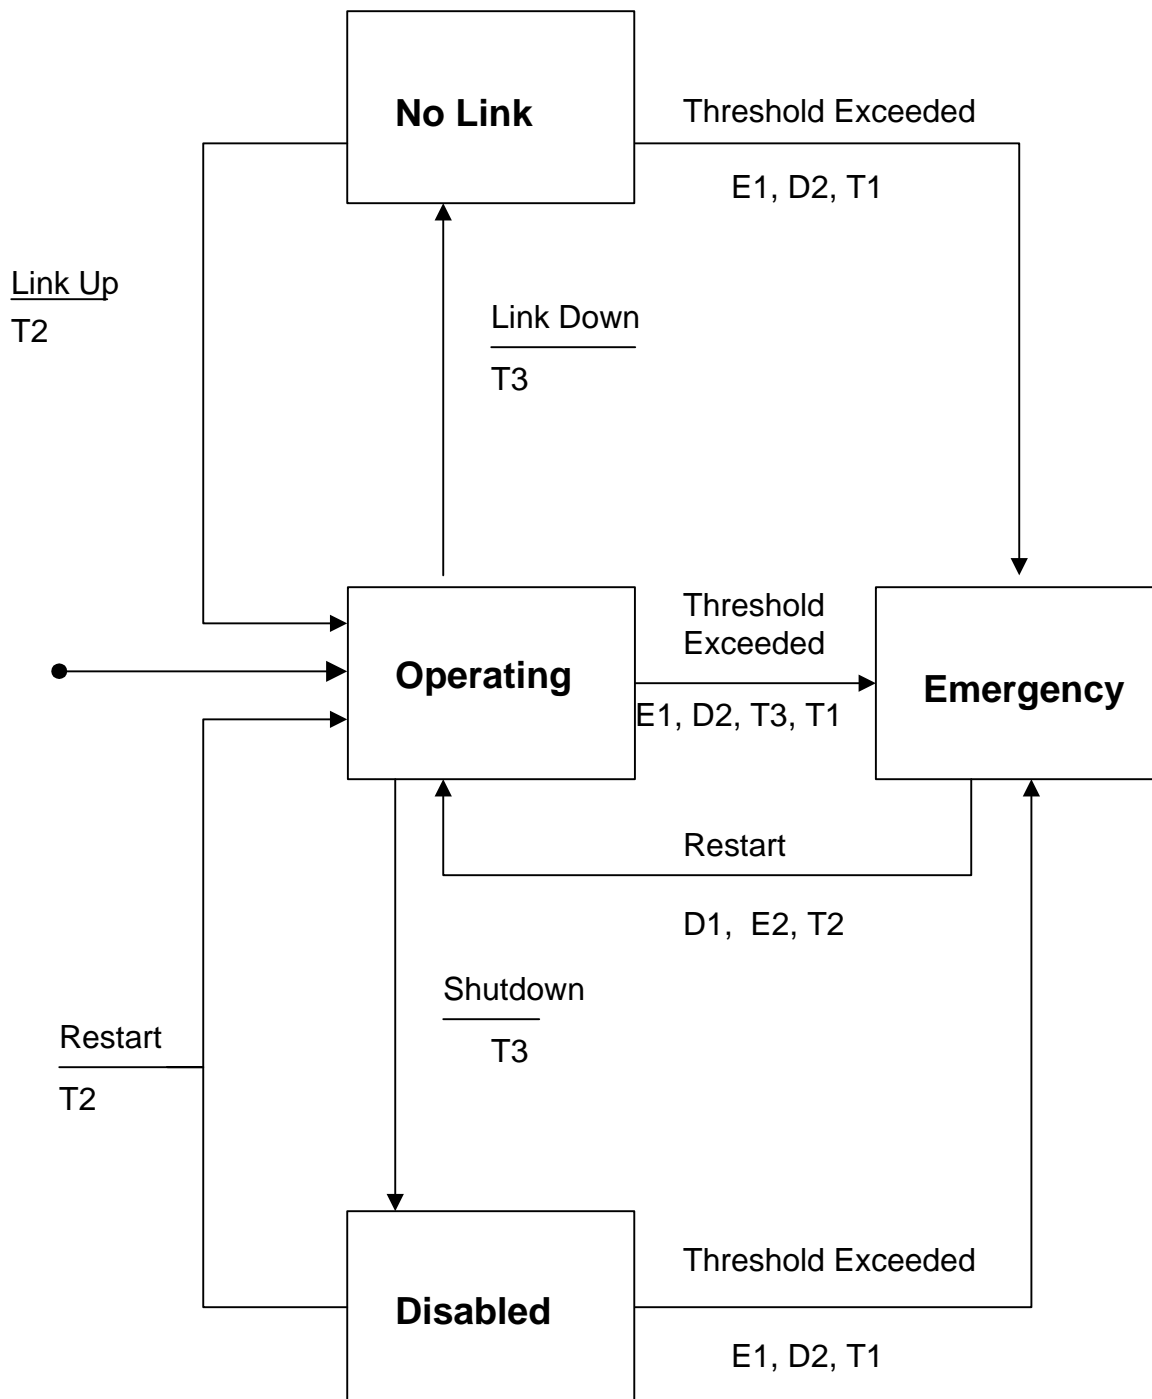 No Link
Threshold Exceeded
E1, D2, T1
Link Up
T2
Link Down
T3
Operating
Threshold
Exceeded
E1, D2, T3, T1
Emergency
Restart
D1, E2, T2
Shutdown
T3
Restart
T2
Disabled
Threshold Exceeded
E1, D2, T1